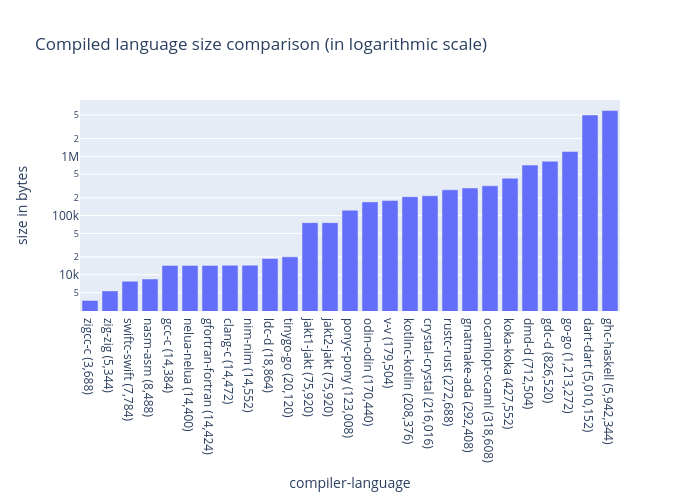 Compiled language size comparison (in logarithmic scale)
size in bytes
5
2
1M
5
2
100k
5
2
10k
5
zigcc-c (3,688)
zig-zig (5,344)
swiftc-swift (7,784)
nasm-asm (8,488)
gcc-c (14,384)
nelua-nelua (14,400)
gfortran-fortran (14,424)
clang-c (14,472)
nim-nim (14,552)
ldc-d (18,864)
tinygo-go (20,120)
jakt1-jakt (75,920)
jakt2-jakt (75,920)
ponyc-pony (123,008)
odin-odin (170,440)
v-v (179,504)
kotlinc-kotlin (208,376)
crystal-crystal (216,016)
rustc-rust (272,688)
gnatmake-ada (292,408)
ocamlopt-ocaml (318,608)
koka-koka (427,552)
dmd-d (712,504)
gdc-d (826,520)
go-go (1,213,272)
dart-dart (5,010,152)
ghc-haskell (5,942,344)
compiler-language